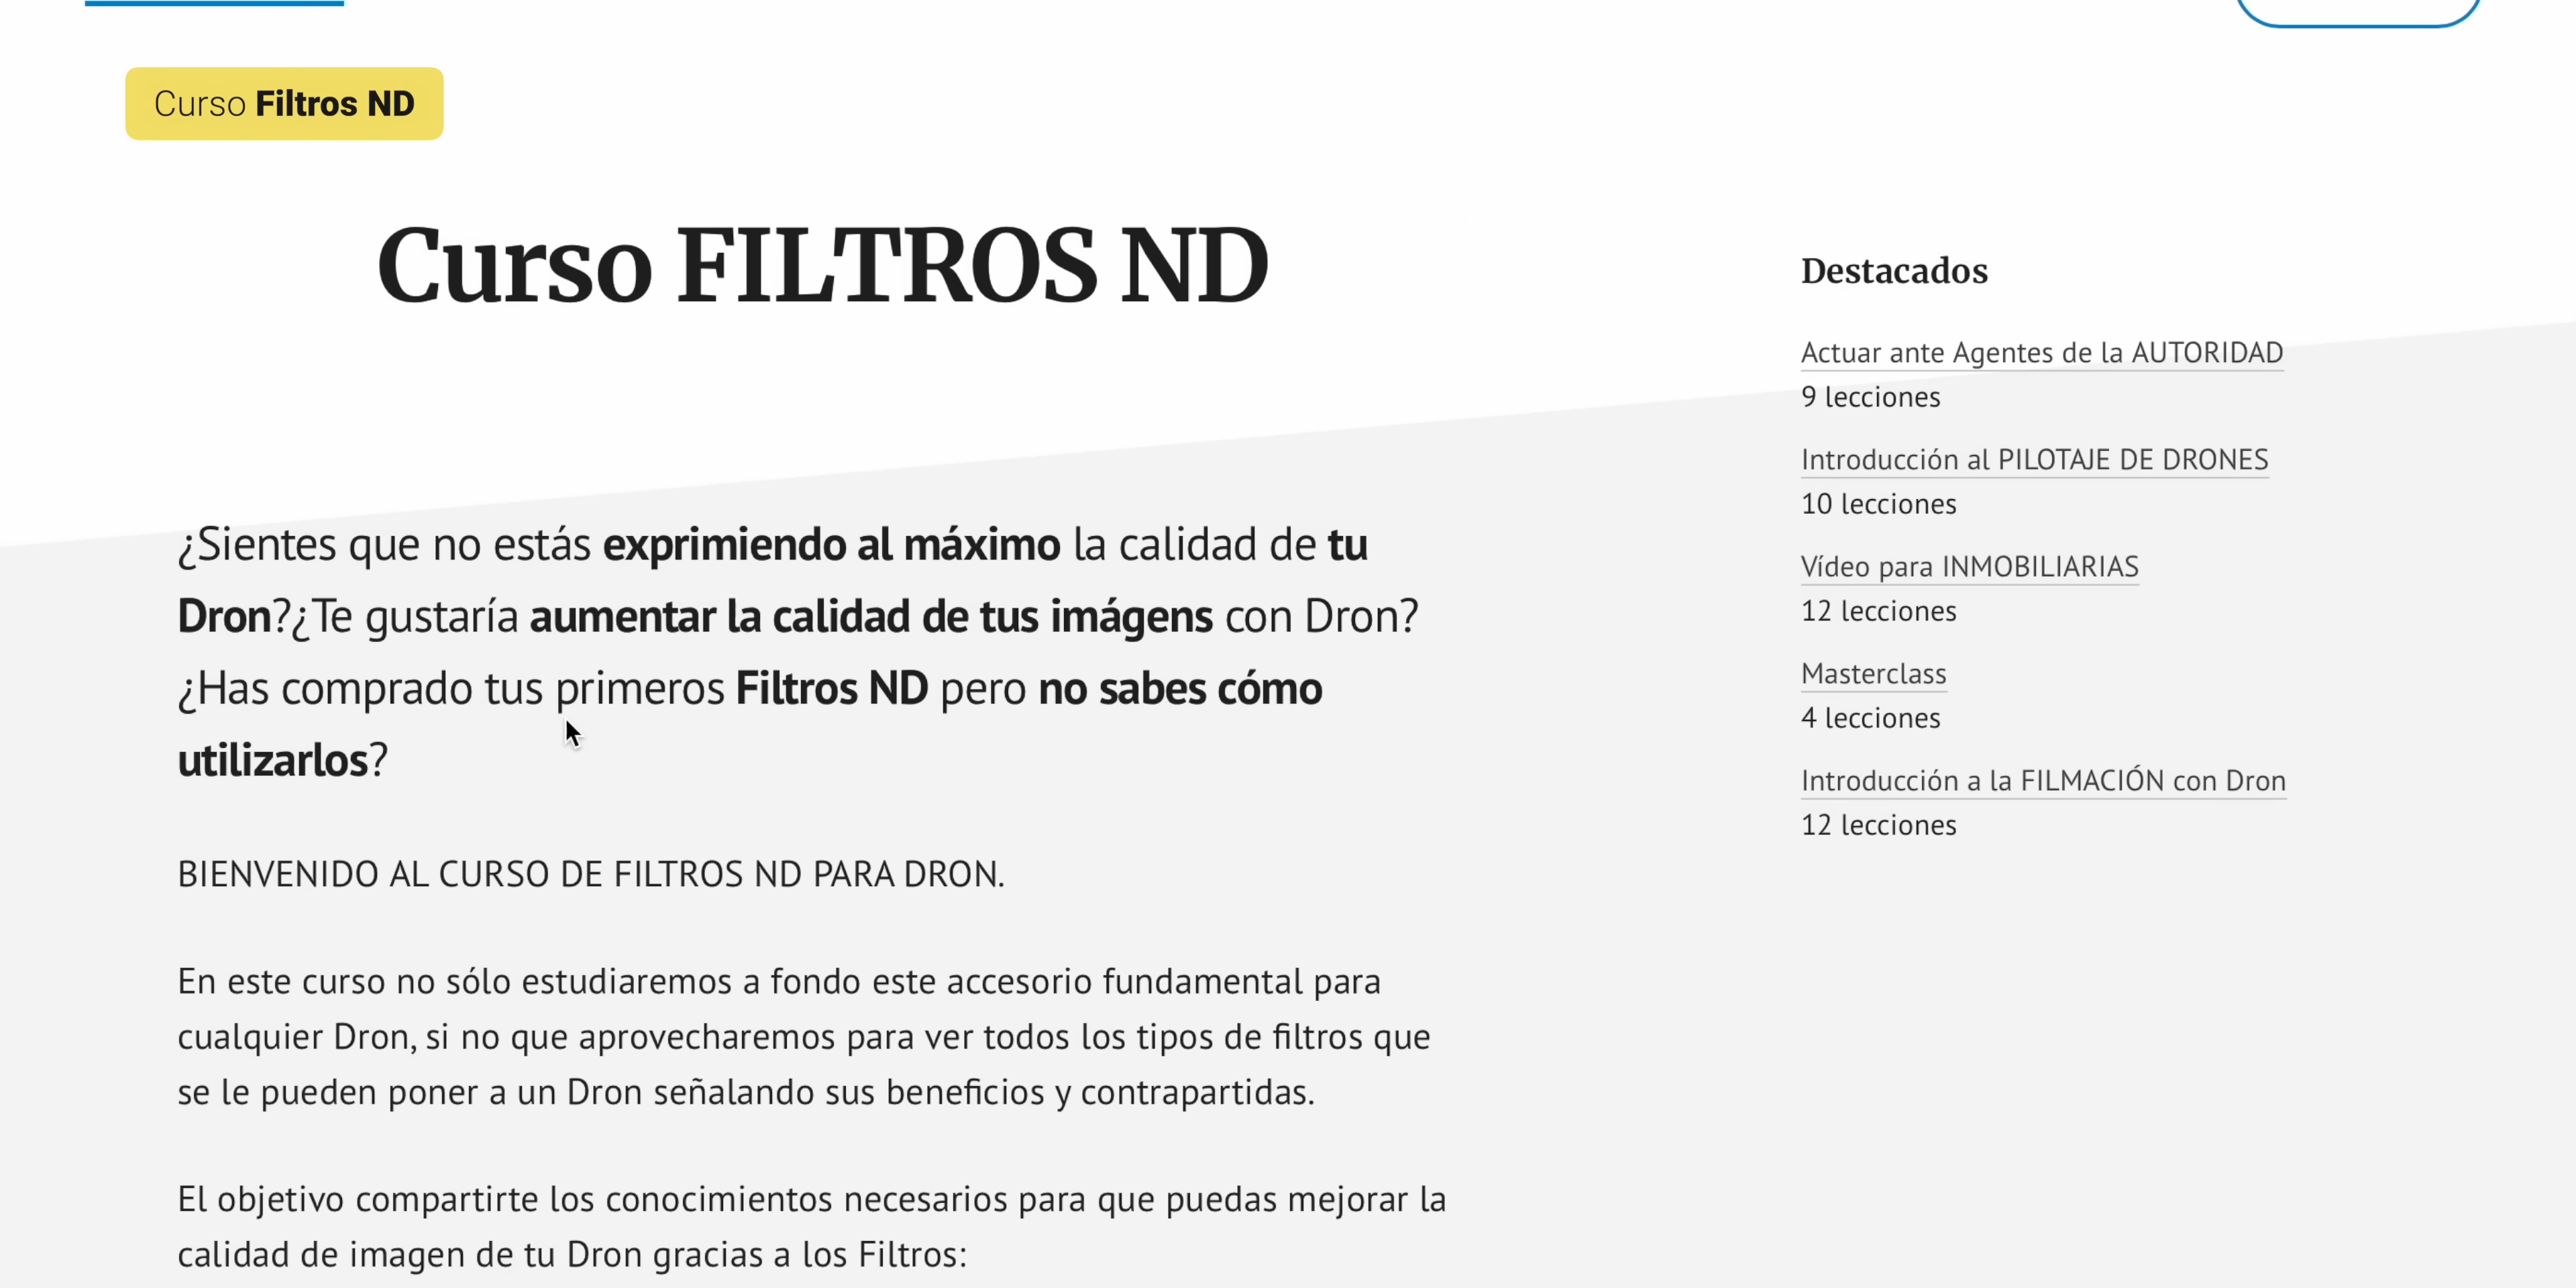 Curso Filtros ND
Curso FILTROS ND
¿Sientes que no estás exprimiendo al máximo la calidad de tu
Dron?¿Te gustaría aumentar la calidad de tus imágens con Dron?
¿Has comprado tus primeros Filtros ND pero no sabes cómo
utilizarlos?
BIENVENIDO AL CURSO DE FILTROS ND PARA DRON.
En este curso no sólo estudiaremos a fondo este accesorio fundamental para
cualquier Dron, si no que aprovecharemos para ver todos los tipos de filtros que
se le pueden poner a un Dron señalando sus beneficios y contrapartidas.
El objetivo compartirte los conocimientos necesarios para que puedas mejorar la
calidad de imagen de tu Dron gracias a los Filtros:
Destacados
Actuar ante Agentes de la AUTORIDAD
9 lecciones
Introducción al PILOTAJE DE DRONES
10 lecciones
Vídeo para INMOBILIARIAS
12 lecciones
Masterclass
4 lecciones
Introducción a la FILMACIÓN con Dron
12 lecciones